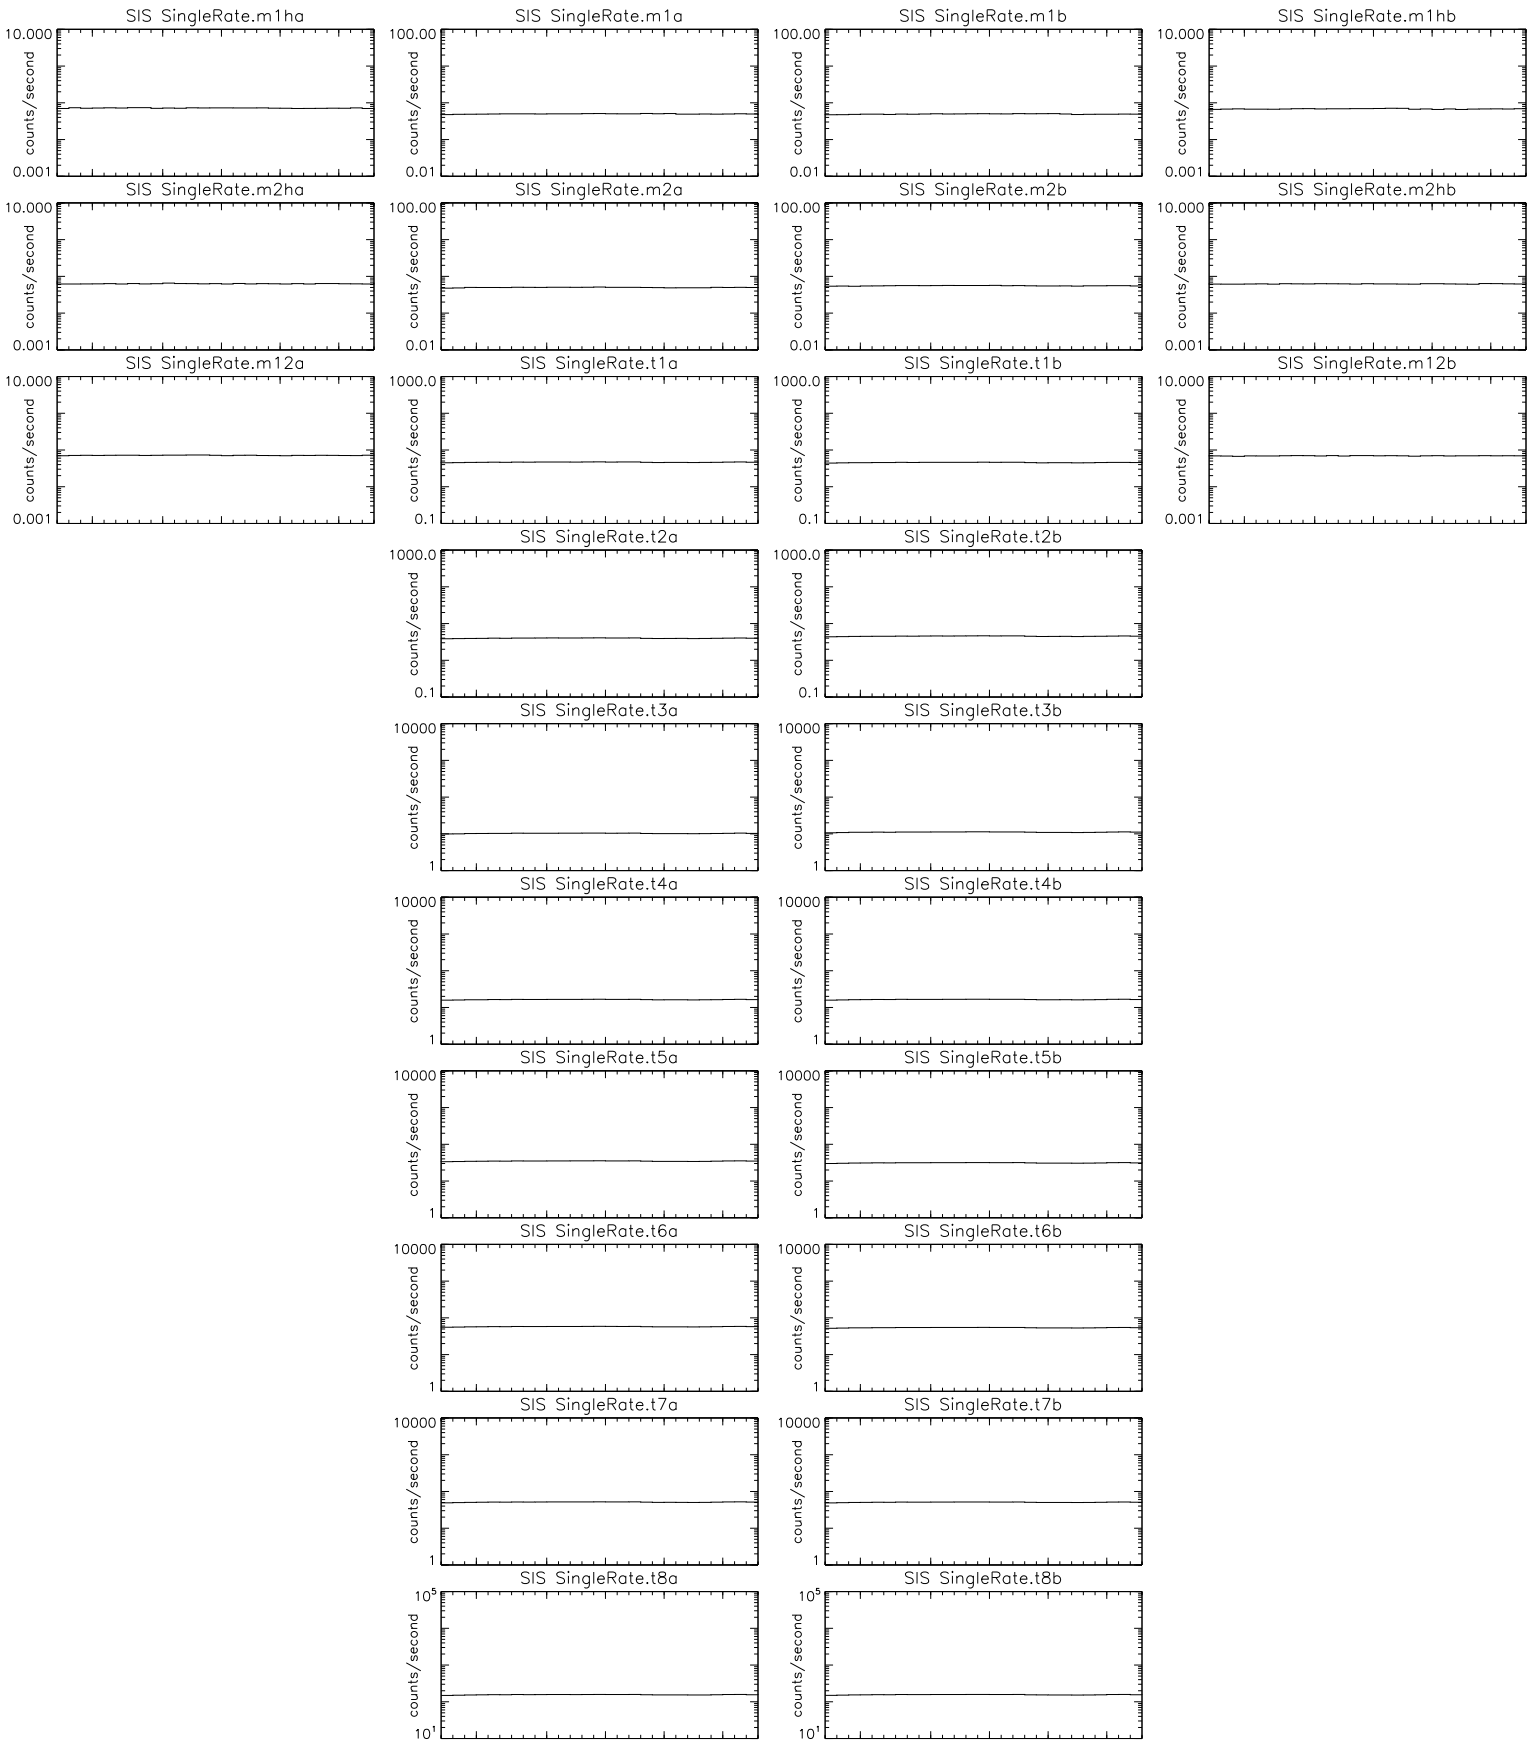 SIS SingleRate.m1ha
10.000
counts/second
0.001
SIS SingleRate.m1a
100.00
counts/second
0.01
SIS SingleRate.m1b
100.00
counts/second
0.01
SIS SingleRate.m1hb
10.000
counts/second
0.001
SIS SingleRate.m2ha
10.000
counts/second
0.001
SIS SingleRate.m2a
100.00
counts/second
0.01
SIS SingleRate.m2b
100.00
counts/second
0.01
SIS SingleRate.m2hb
10.000
counts/second
0.001
SIS SingleRate.m12a
10.000
counts/second
0.001
SIS SingleRate.t1a
1000.0
counts/second
0.1
SIS SingleRate.t1b
1000.0
counts/second
0.1
SIS SingleRate.m12b
10.000
counts/second
0.001
SIS SingleRate.t2a
1000.0
counts/second
0.1
SIS SingleRate.t2b
1000.0
counts/second
0.1
SIS SingleRate.t3a
10000
counts/second
1
SIS SingleRate.t3b
10000
counts/second
1
SIS SingleRate.t4a
10000
counts/second
1
SIS SingleRate.t4b
10000
counts/second
1
SIS SingleRate.t5a
10000
counts/second
1
SIS SingleRate.t5b
10000
counts/second
1
SIS SingleRate.t6a
10000
counts/second
1
SIS SingleRate.t6b
10000
counts/second
1
SIS SingleRate.t7a
10000
counts/second
1
SIS SingleRate.t7b
10000
counts/second
1
SIS SingleRate.t8a
10⁵
counts/second
10¹
SIS SingleRate.t8b
10⁵
counts/second
10¹